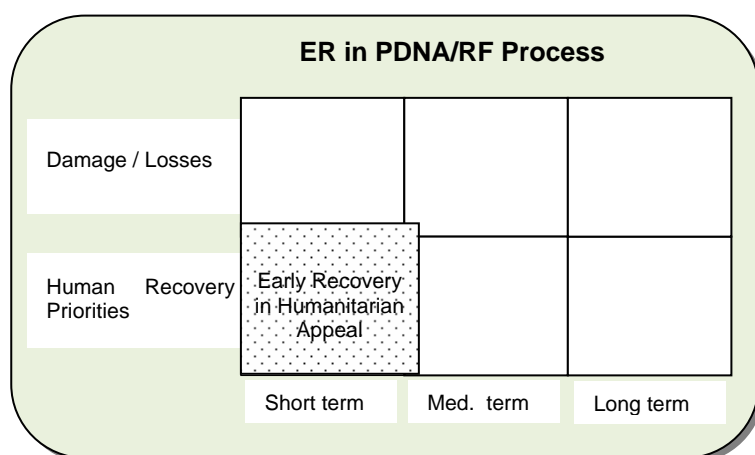 ER in PDNA/RF Process
Damage / Losses
Human Recovery
Priorities
Early Recovery
in Humanitarian
Appeal
Short term
Med. term
Long term